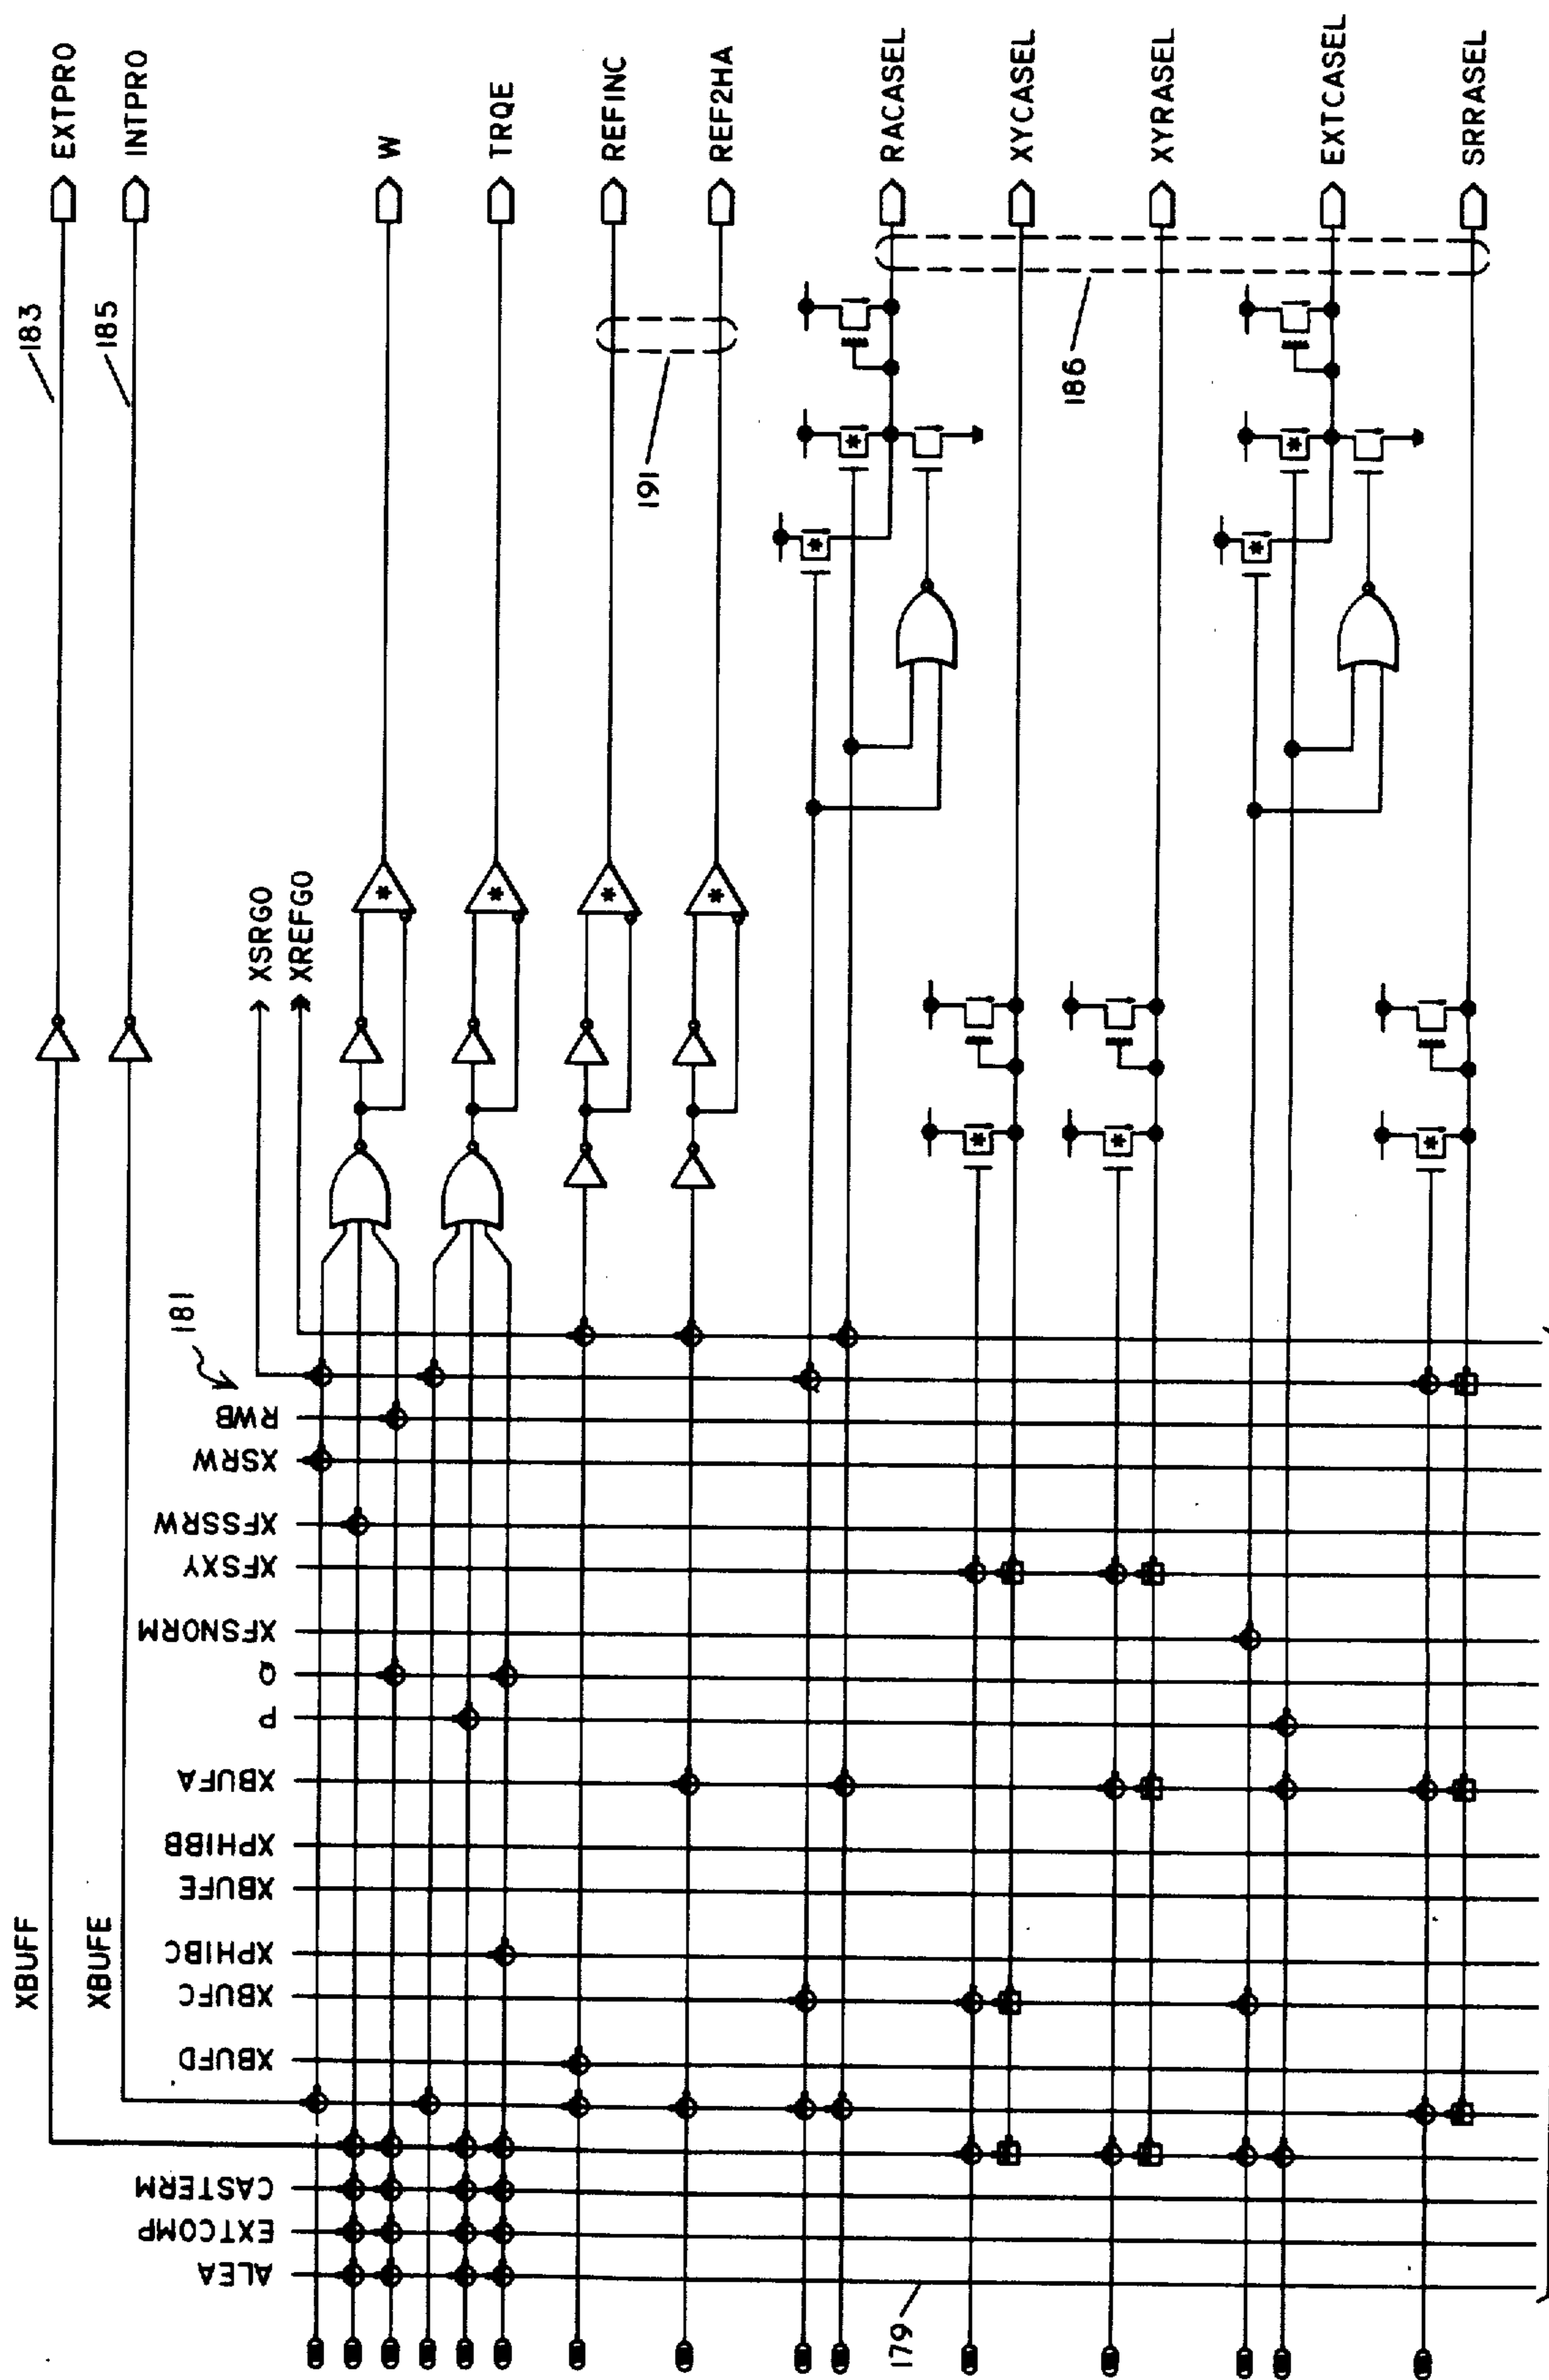 183
EXTPRO
185
INTPRO
XSRGO
XREFGO
W
TRQE
REFINC
REF2HA
191
RACASEL
XYCASEL
186
XYRASEL
EXTCASEL
SRRASEL
181
RWB
XSRW
XFSSRW
XFSXY
XFSNORM
Q
P
XBUFA
XPHIBB
XBUFE
XPHIBC
XBUFC
XBUFD
XBUFF
XBUFE
CASTERM
EXTCOMP
ALEA
179